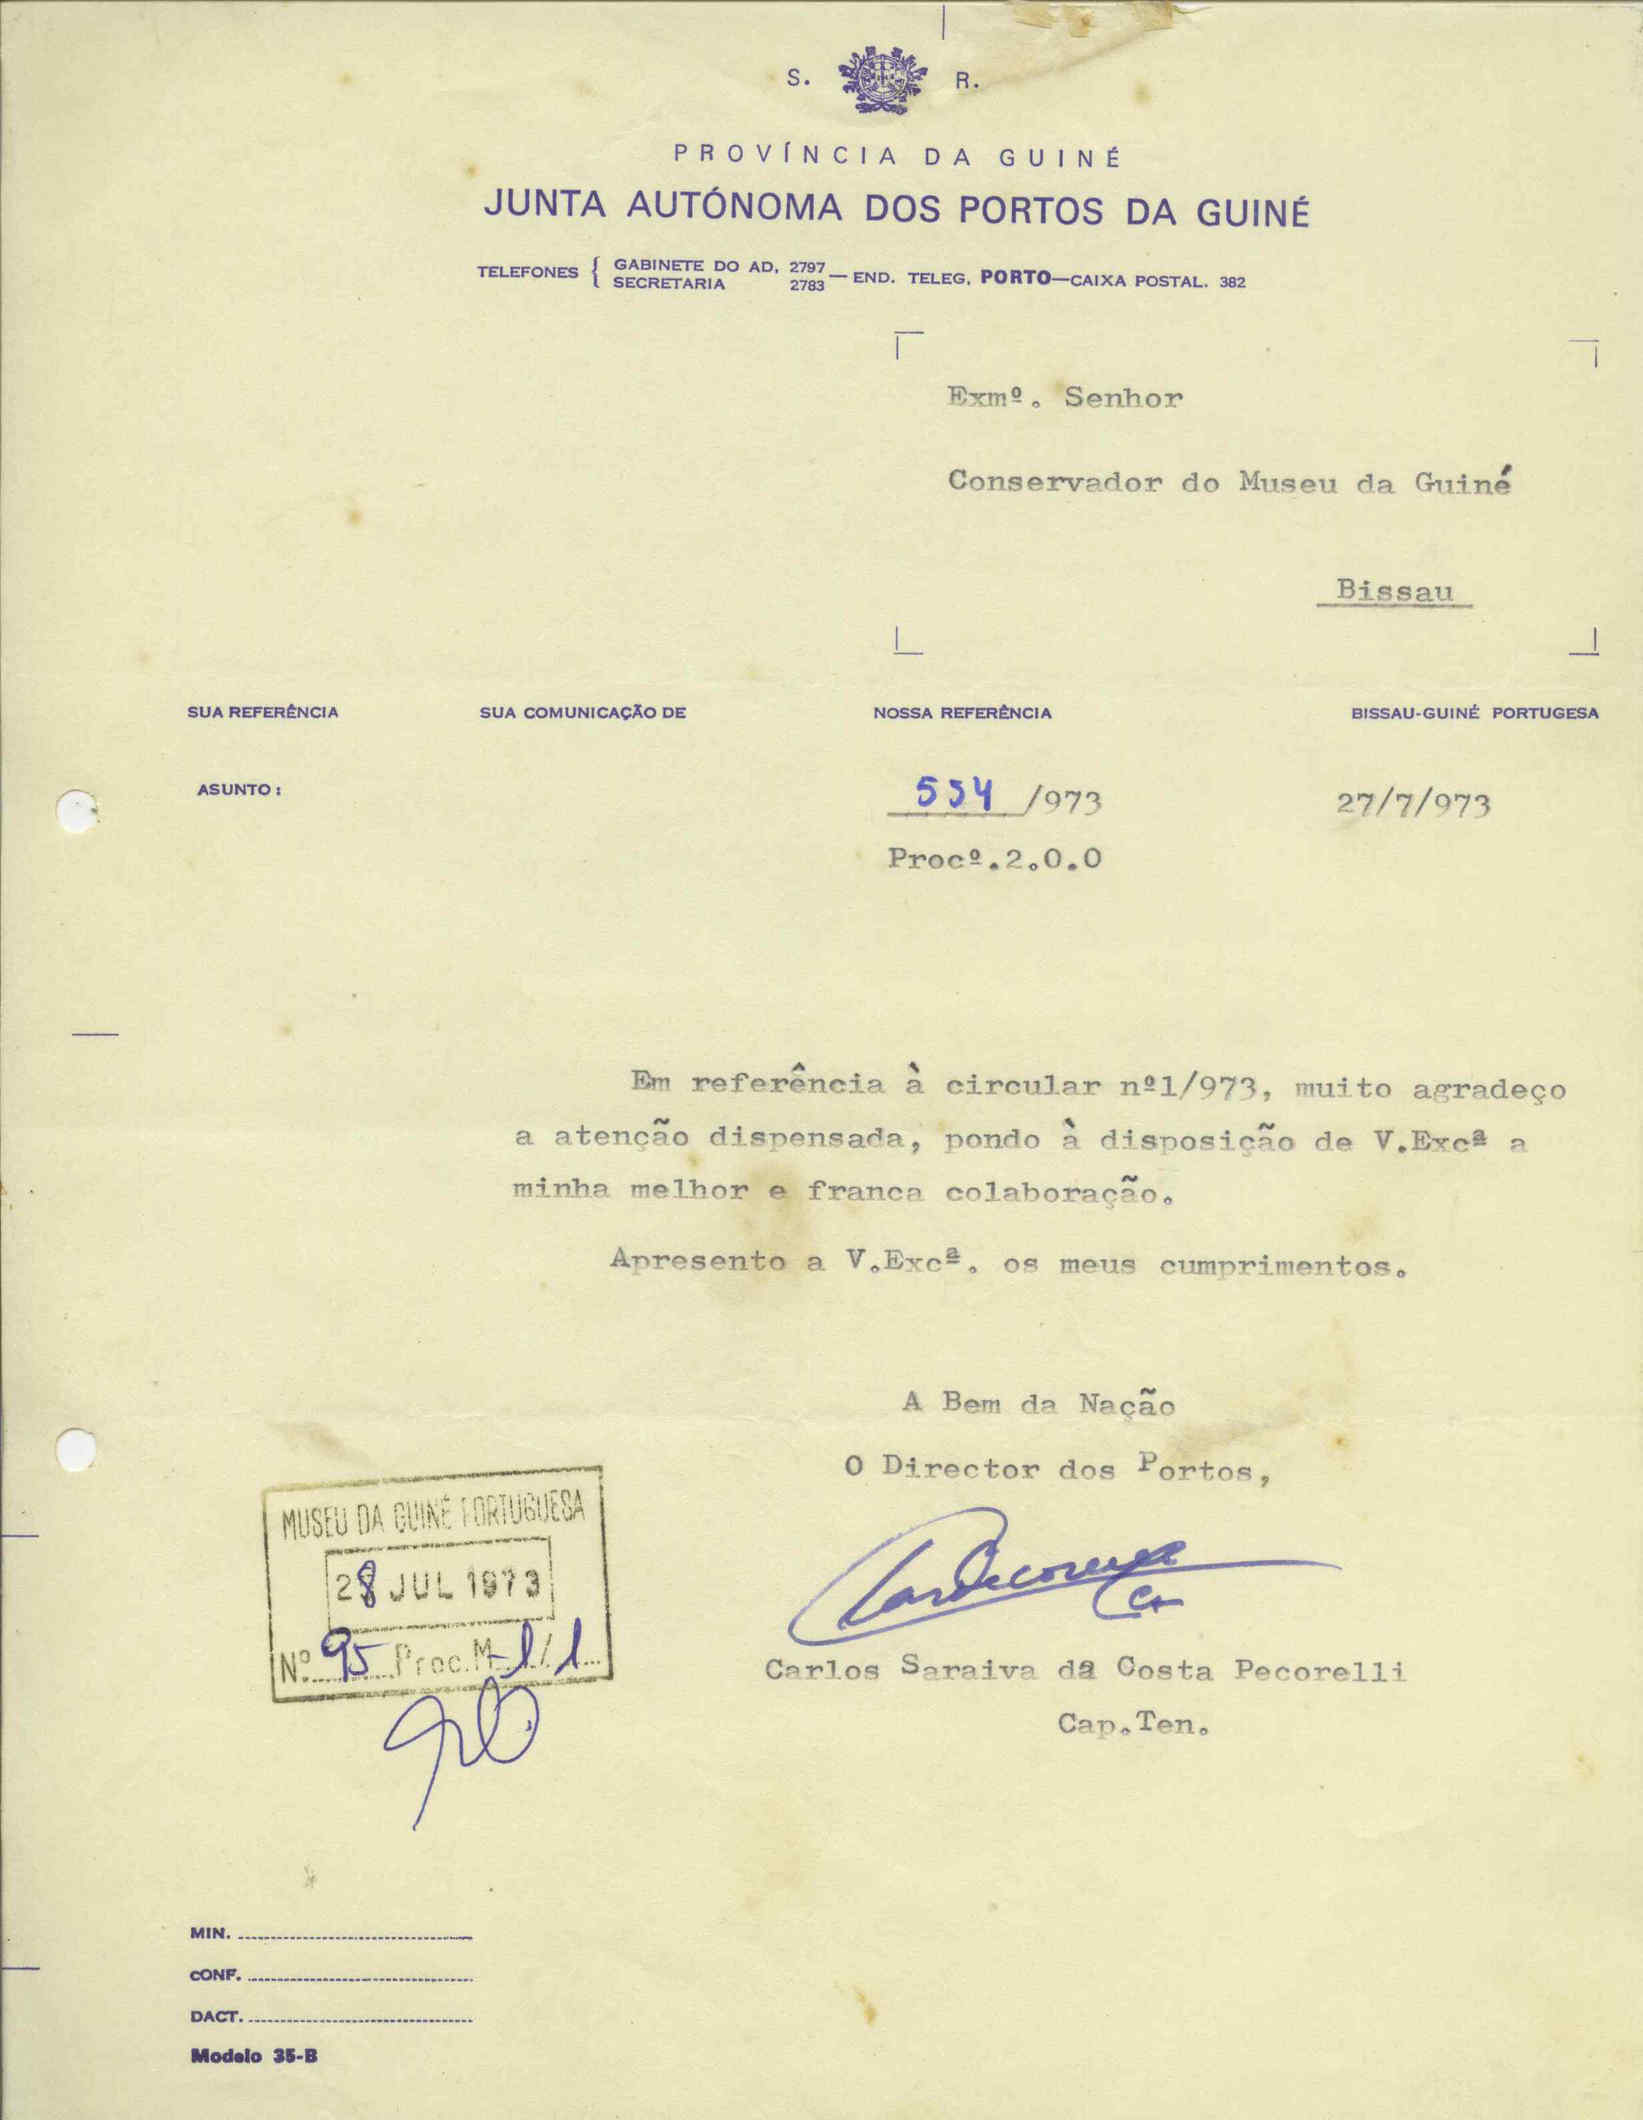 S. R.
PROVÍNCIA DA GUINÉ
JUNTA AUTÓNOMA DOS PORTOS DA GUINÉ
TELEFONES { GABINETE DO AD, 2797 — END. TELEG, PORTO—CAIXA POSTAL. 382
SECRETARIA 2783
Exmº. Senhor
Conservador do Museu da Guiné
Bissau
SUA REFERÊNCIA SUA COMUNICAÇÃO DE NOSSA REFERÊNCIA BISSAU-GUINÉ PORTUGESA
ASUNTO: 554 /973 27/7/973
Procº.2.0.0
Em referência à circular nº1/973, muito agradeço
a atenção dispensada, pondo à disposição de V.Excª a
minha melhor e franca colaboração.
Apresento a V.Excª. os meus cumprimentos.
A Bem da Nação
O Director dos Portos,
MUSEU DA GUINÉ PORTUGUESA
28 JUL 1973
Nº 95 Proc. M-1/1
Carlos Saraiva da Costa Pecorelli
Cap.Ten.
MIN.
CONF.
DACT.
Modelo 35-B